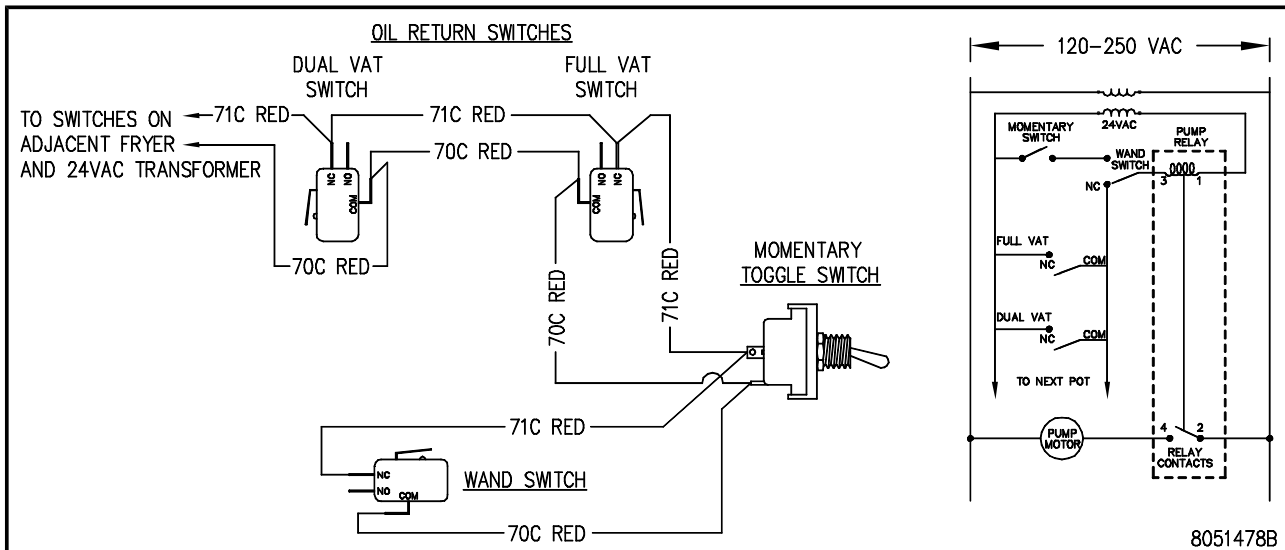 OIL RETURN SWITCHES
DUAL VAT
SWITCH
FULL VAT
SWITCH
TO SWITCHES ON
ADJACENT FRYER
AND 24VAC TRANSFORMER
71C RED
71C RED
70C RED
70C RED
NC
NO
COM
NO
NC
COM
70C RED
71C RED
MOMENTARY
TOGGLE SWITCH
71C RED
NC
NO
COM
WAND SWITCH
70C RED
120-250 VAC
24VAC
MOMENTARY
SWITCH
WAND
SWITCH
PUMP
RELAY
NC
3
1
FULL VAT
NC
COM
DUAL VAT
NC
COM
TO NEXT POT
PUMP
MOTOR
4
2
RELAY
CONTACTS
8051478B